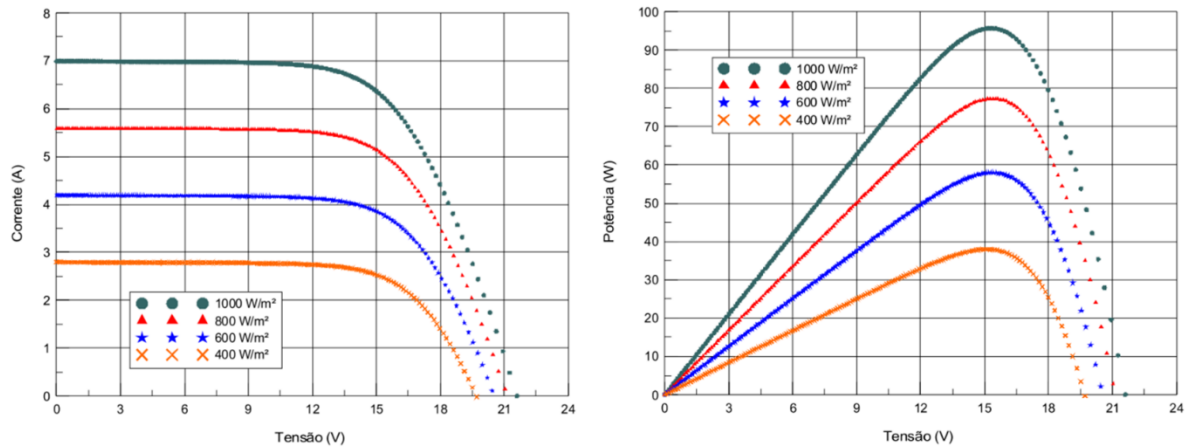 8
7
6
5
4
3
2
1
0
Corrente (A)
1000 W/m²
800 W/m²
600 W/m²
400 W/m²
0 3 6 9 12 15 18 21 24
Tensão (V)
100
90
80
70
60
50
40
30
20
10
0
Potência (W)
1000 W/m²
800 W/m²
600 W/m²
400 W/m²
0 3 6 9 12 15 18 21 24
Tensão (V)